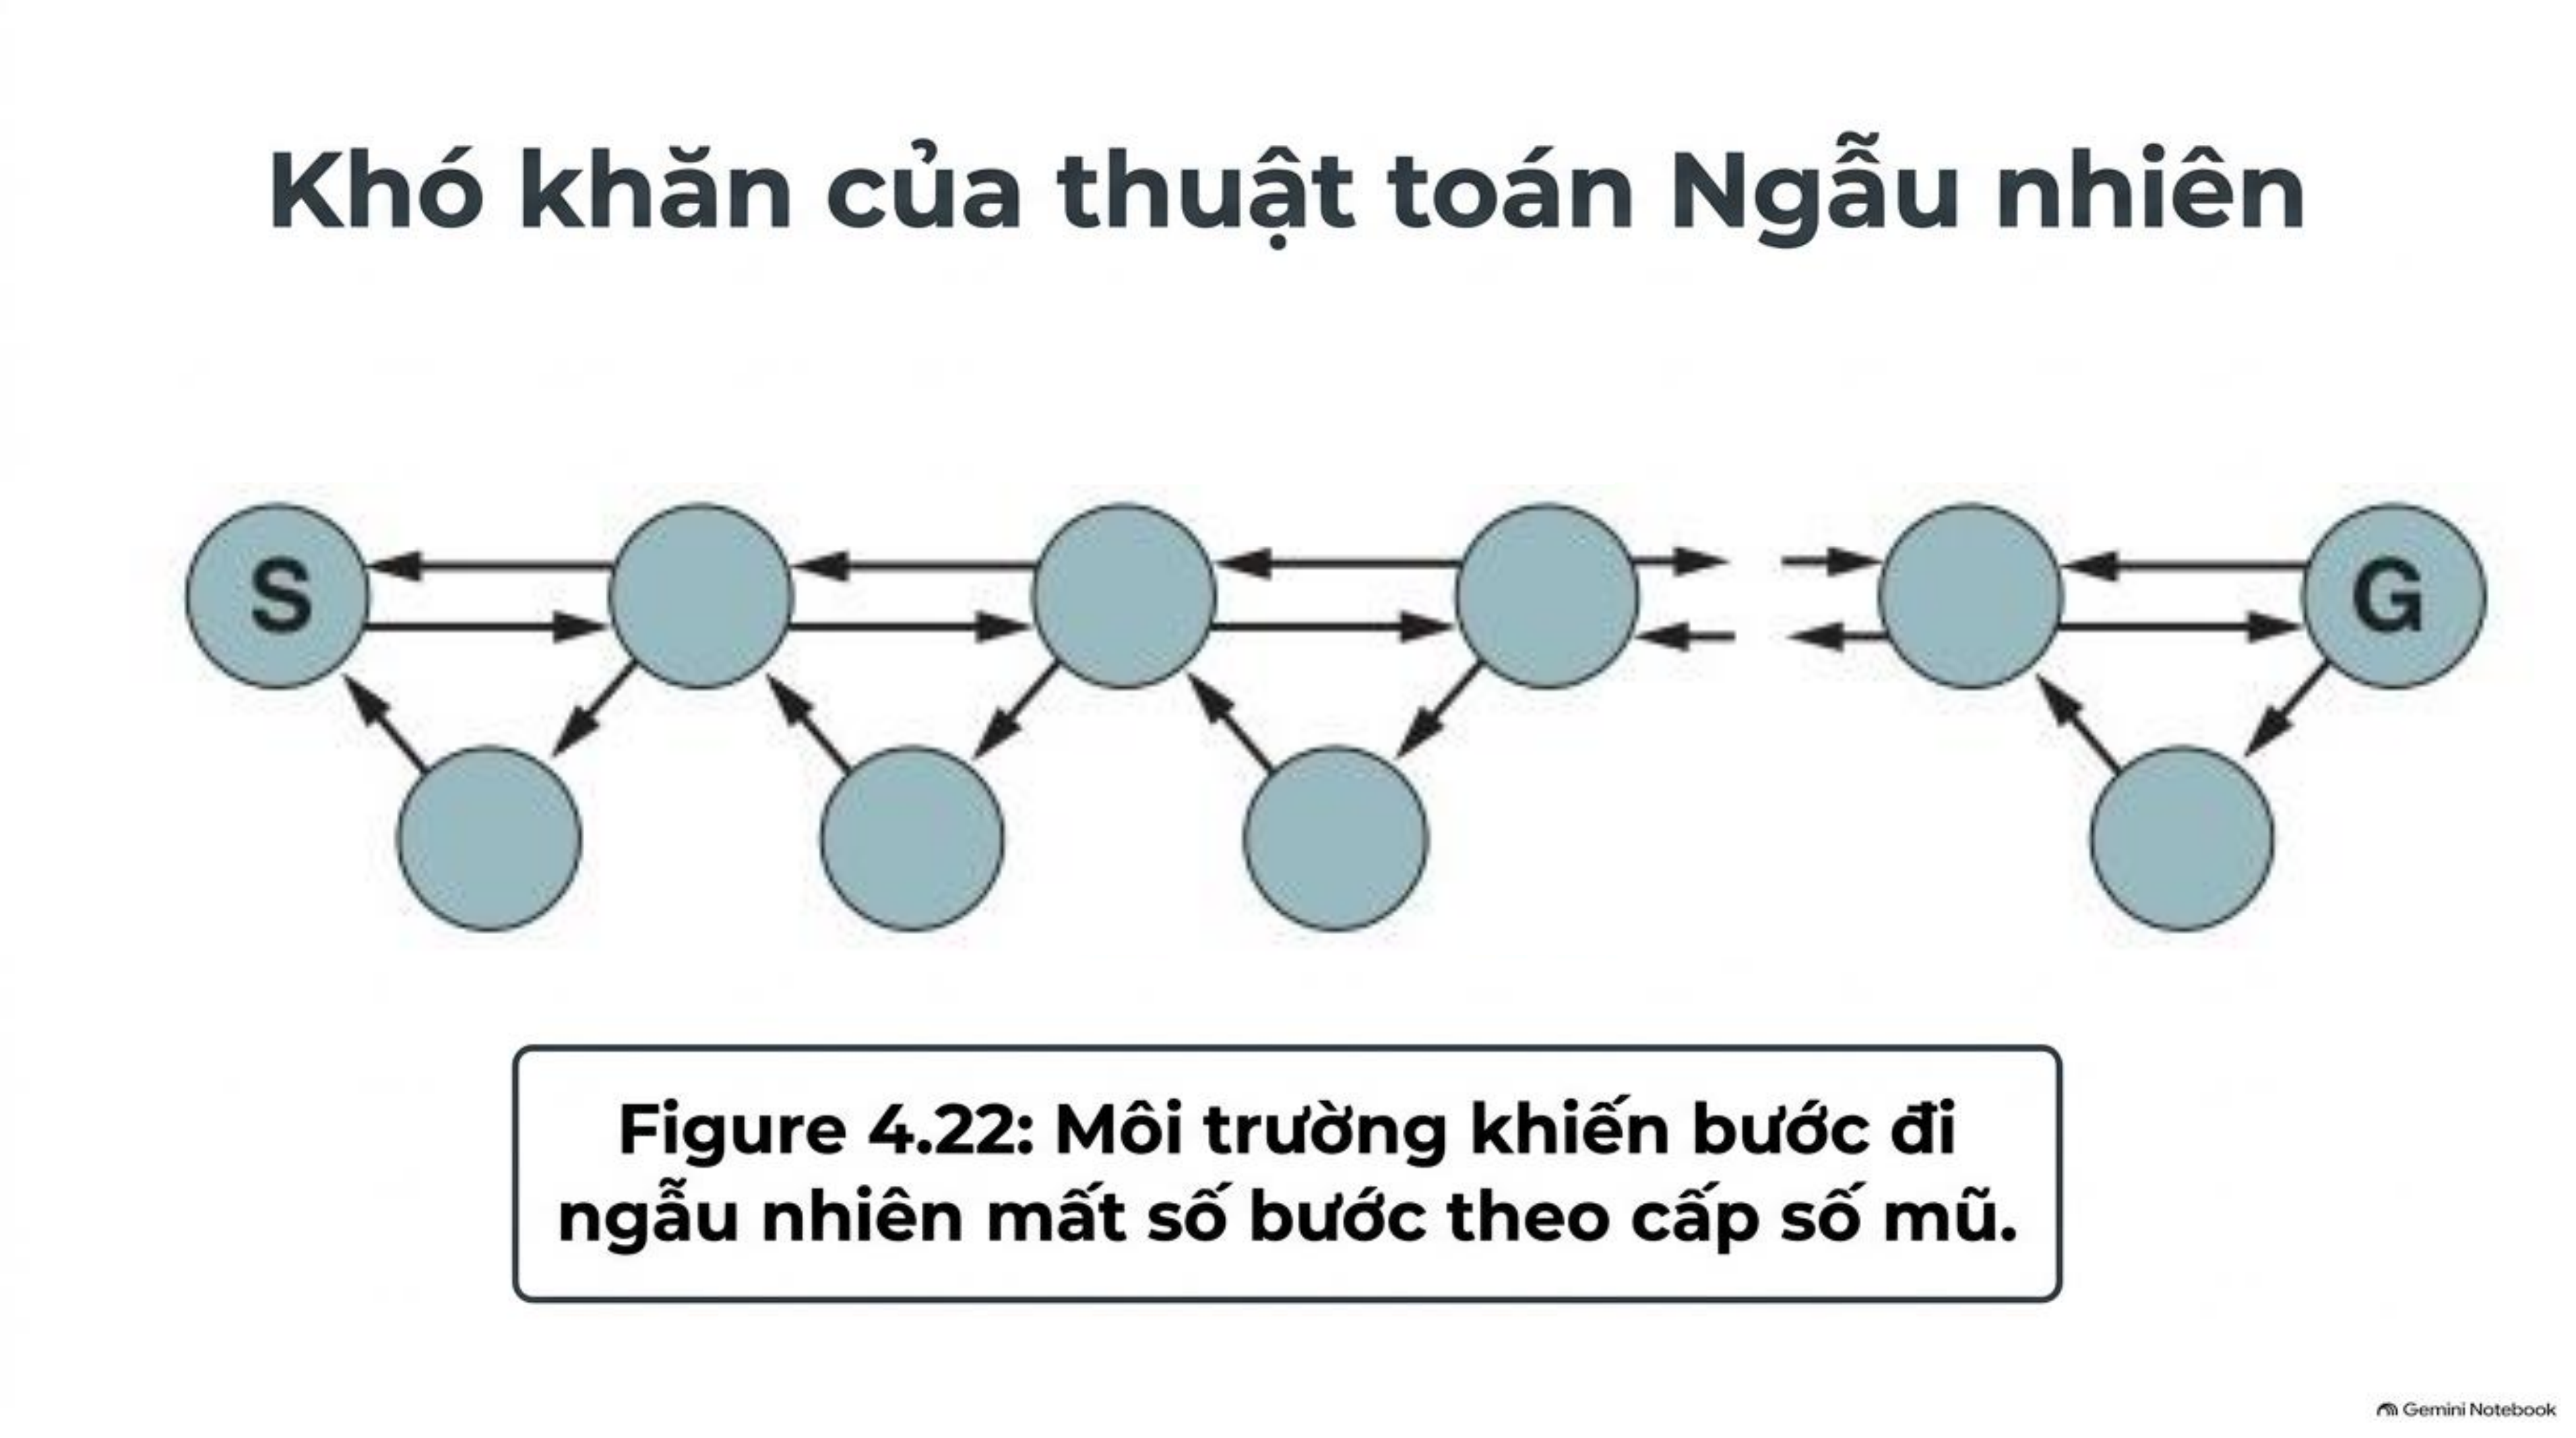 Khó khăn của thuật toán Ngẫu nhiên
S
G
Figure 4.22: Môi trường khiến bước đi
ngẫu nhiên mất số bước theo cấp số mũ.
Gemini Notebook